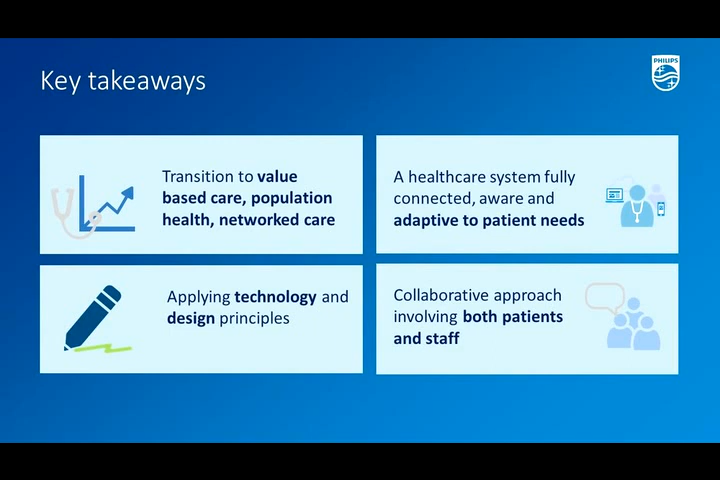 Key takeaways
PHILIPS
Transition to value
based care, population
health, networked care
A healthcare system fully
connected, aware and
adaptive to patient needs
Applying technology and
design principles
Collaborative approach
involving both patients
and staff